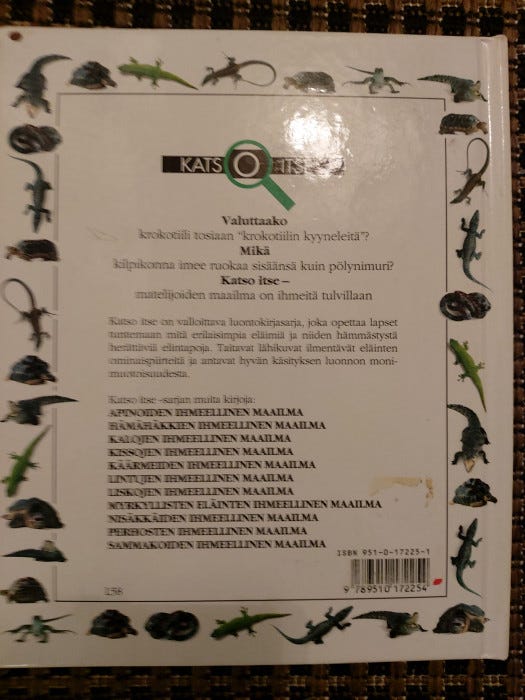 KATSO ITSE
Valuttaako
krokotiili tosiaan "krokotiilin kyyneleitä"?
Mikä
kilpikonna imee ruokaa sisäänsä kuin pölynimuri?
Katso itse –
matelijoiden maailma on ihmeitä tulvillaan
Katso itse on valloittava luontokirjasarja, joka opettaa lapset
tuntemaan mitä erilaisimpia eläimiä ja niiden hämmästystä
herättäviä elintapoja. Taitavat lähikuvat ilmentävät eläinten
ominaispiirteitä ja antavat hyvän käsityksen luonnon moni-
muotoisuudesta.
Katso itse -sarjan muita kirjoja:
APINOIDEN IHMEELLINEN MAAILMA
HÄMÄHÄKKIEN IHMEELLINEN MAAILMA
KALOJEN IHMEELLINEN MAAILMA
KISSOJEN IHMEELLINEN MAAILMA
KÄÄRMEIDEN IHMEELLINEN MAAILMA
LINTUJEN IHMEELLINEN MAAILMA
LISKOJEN IHMEELLINEN MAAILMA
MYRKYLLISTEN ELÄINTEN IHMEELLINEN MAAILMA
NISÄKKÄIDEN IHMEELLINEN MAAILMA
PERHOSTEN IHMEELLINEN MAAILMA
SAMMAKOIDEN IHMEELLINEN MAAILMA
ISBN 951-0-17225-1
9 789510 172254